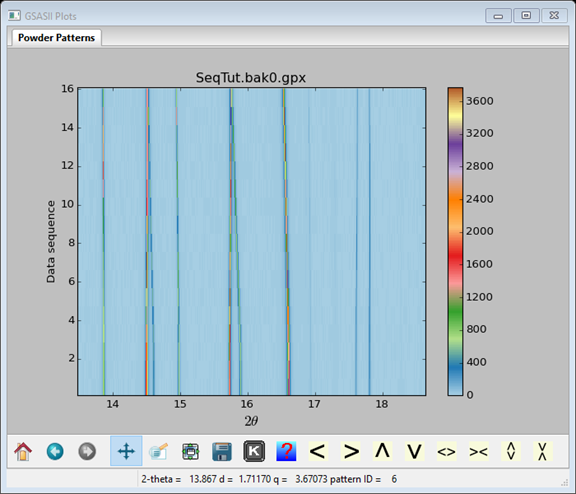 GSASII Plots
Powder Patterns
SeqTut.bak0.gpx
16
14
12
10
8
6
4
2
Data sequence
14 15 16 17 18
2θ
3600
3200
2800
2400
2000
1600
1200
800
400
0
K ? < > ∧ ∨ <> ><
2-theta = 13.867 d = 1.71170 q = 3.67073 pattern ID = 6